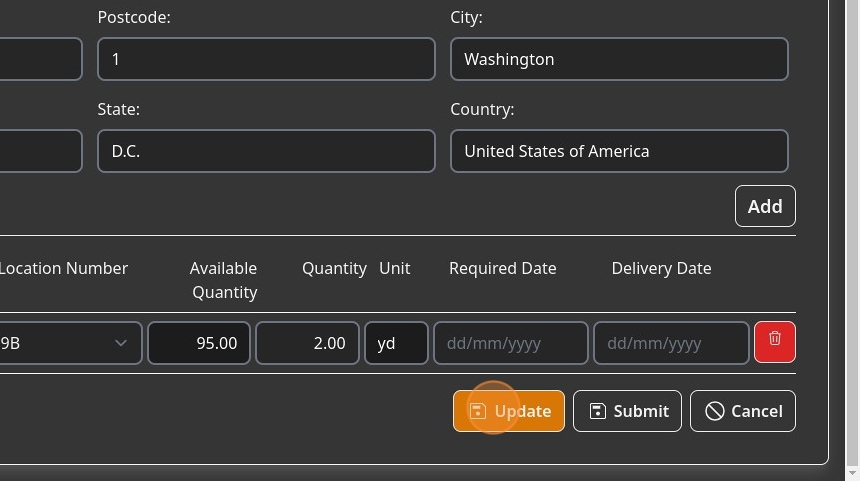 Postcode: City:
1 Washington
State: Country:
D.C. United States of America
Add
Location Number Available Quantity Quantity Unit Required Date Delivery Date
9B 95.00 2.00 yd dd/mm/yyyy dd/mm/yyyy
Update Submit Cancel